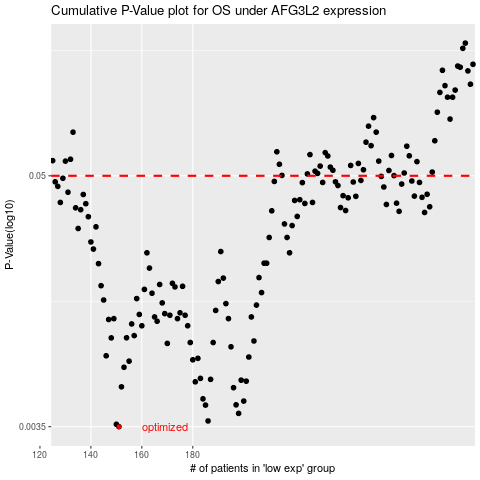 Cumulative P-Value plot for OS under AFG3L2 expression
P-Value(log10)
0.05
0.0035
optimized
120 140 160 180
# of patients in 'low exp' group